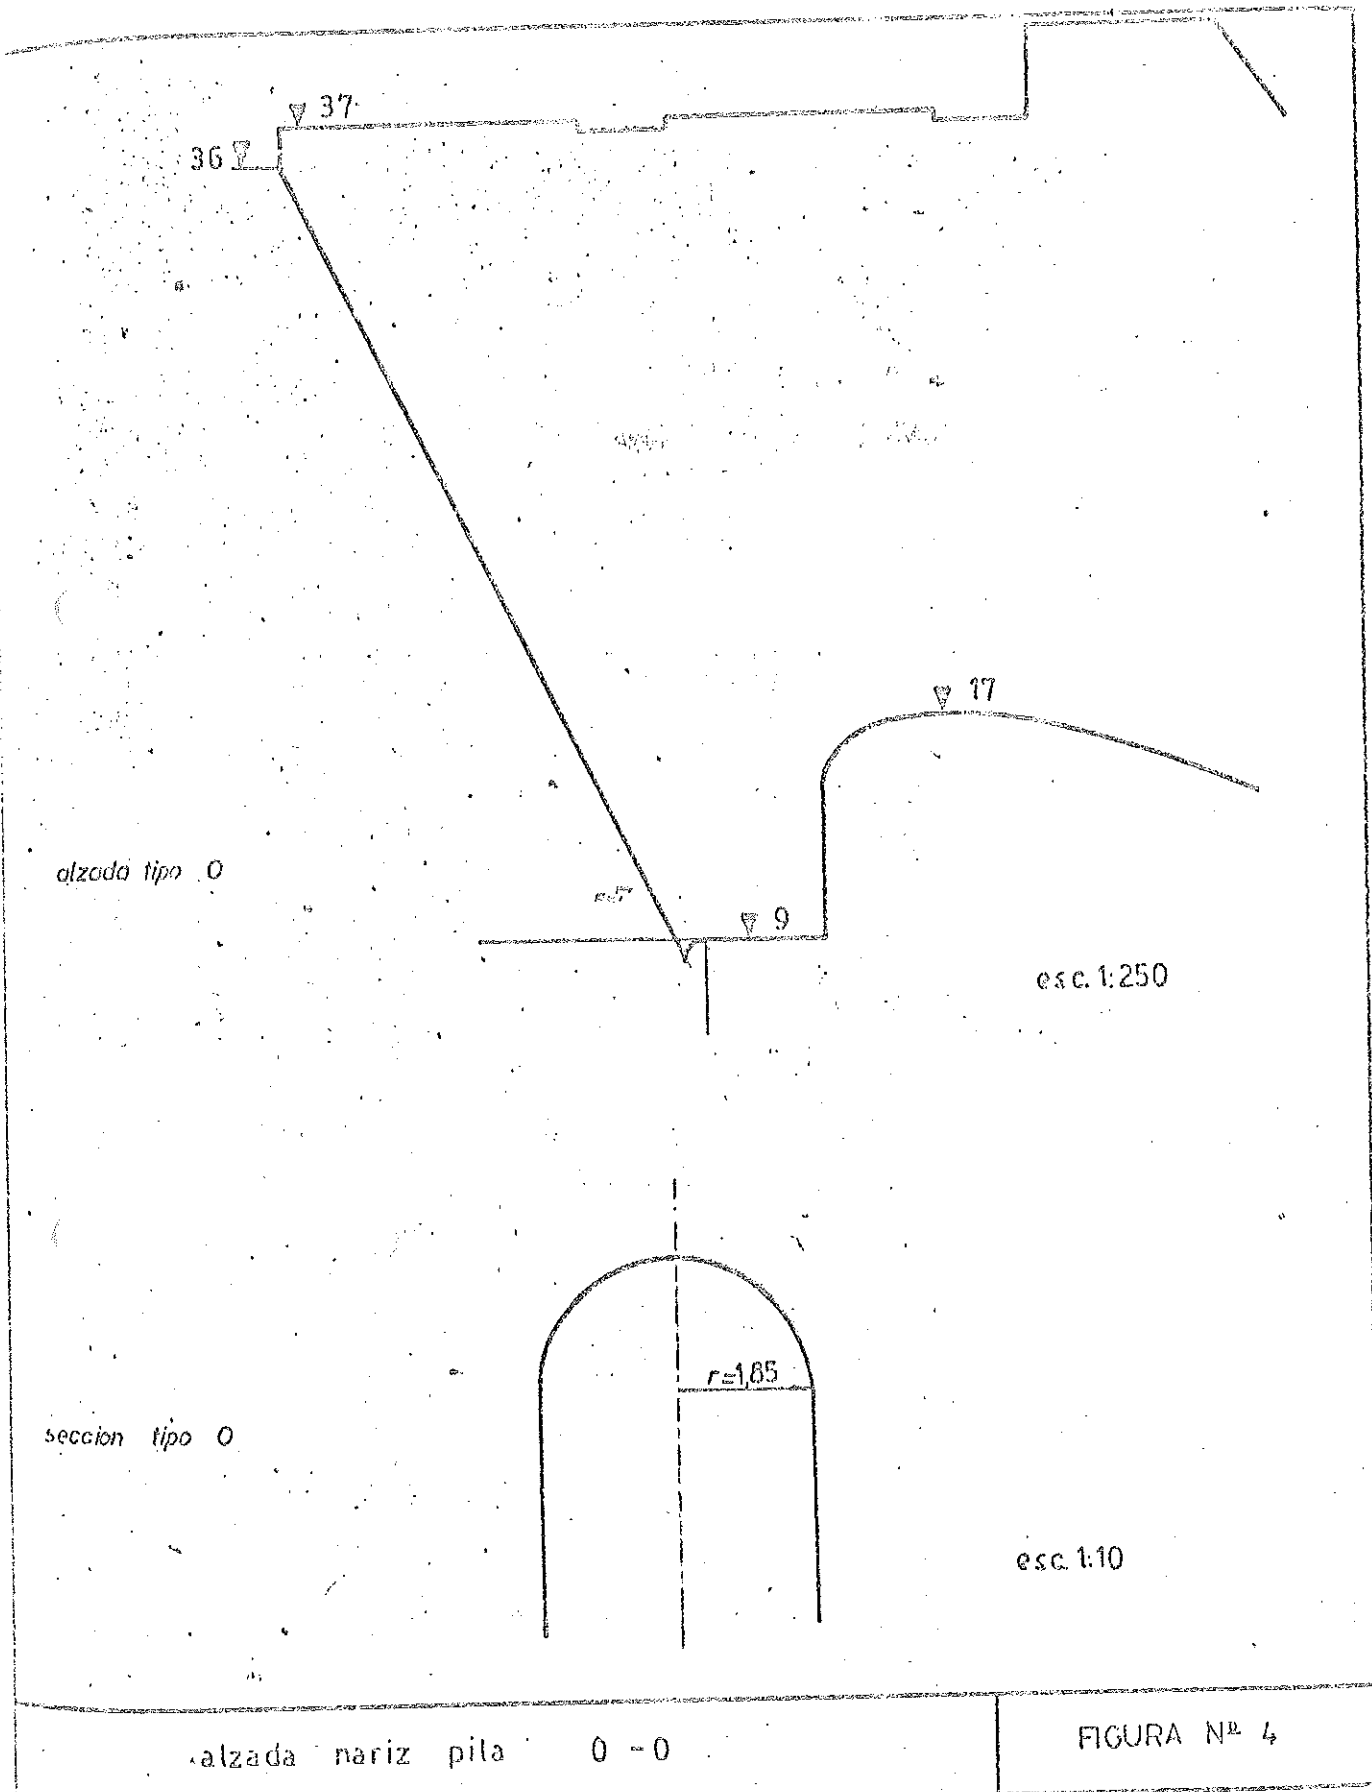 37
36
17
alzada tipo 0
9
esc. 1:250
r=1,85
seccion tipo 0
esc. 1:10
alzada nariz pila 0-0
FIGURA Nº 4